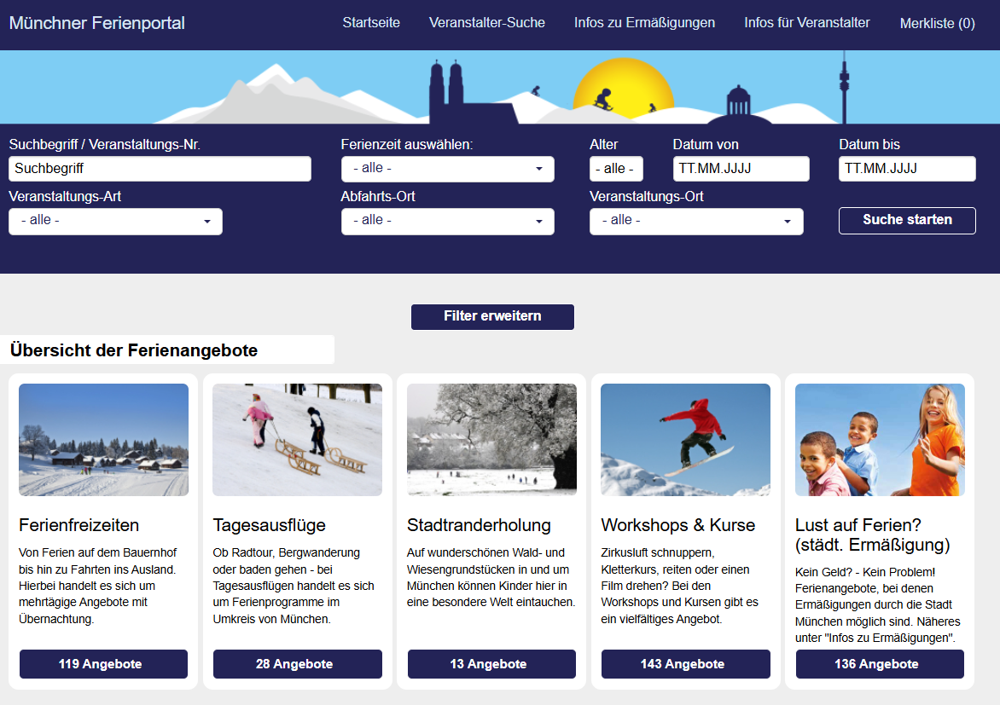 Münchner Ferienportal
Startseite
Veranstalter-Suche
Infos zu Ermäßigungen
Infos für Veranstalter
Merkliste (0)
Suchbegriff / Veranstaltungs-Nr.
Ferienzeit auswählen:
Alter
Datum von
Datum bis
Suchbegriff
- alle -
- alle -
TT.MM.JJJJ
TT.MM.JJJJ
Veranstaltungs-Art
Abfahrts-Ort
Veranstaltungs-Ort
- alle -
- alle -
- alle -
Suche starten
Filter erweitern
Übersicht der Ferienangebote
Ferienfreizeiten
Von Ferien auf dem Bauernhof
bis hin zu Fahrten ins Ausland.
Hierbei handelt es sich um
mehrtägige Angebote mit
Übernachtung.
119 Angebote
Tagesausflüge
Ob Radtour, Bergwanderung
oder baden gehen - bei
Tagesausflügen handelt es sich
um Ferienprogramme im
Umkreis von München.
28 Angebote
Stadtranderholung
Auf wunderschönen Wald- und
Wiesengrundstücken in und um
München können Kinder hier in
eine besondere Welt eintauchen.
13 Angebote
Workshops & Kurse
Zirkusluft schnuppern,
Kletterkurs, reiten oder einen
Film drehen? Bei den
Workshops und Kursen gibt es
ein vielfältiges Angebot.
143 Angebote
Lust auf Ferien?
(städt. Ermäßigung)
Kein Geld? - Kein Problem!
Ferienangebote, bei denen
Ermäßigungen durch die Stadt
München möglich sind. Näheres
unter "Infos zu Ermäßigungen".
136 Angebote